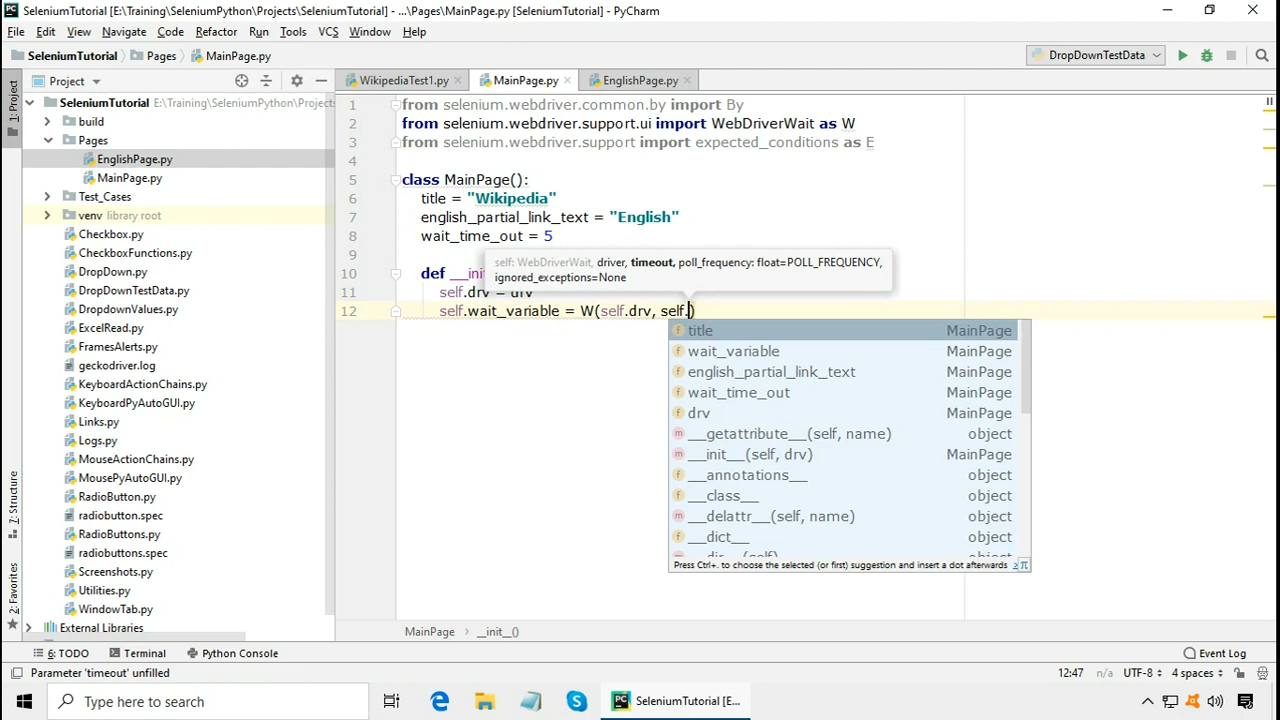 SeleniumTutorial [E:\Training\SeleniumPython\Projects\SeleniumTutorial] - ...\Pages\MainPage.py [SeleniumTutorial] - PyCharm
File Edit View Navigate Code Refactor Run Tools VCS Window Help
SeleniumTutorial Pages MainPage.py DropDownTestData
1: Project
Project
WikipediaTest1.py MainPage.py EnglishPage.py
SeleniumTutorial E:\Training\SeleniumPython\Projects
build
Pages
EnglishPage.py
MainPage.py
Test_Cases
venv library root
Checkbox.py
CheckboxFunctions.py
DropDown.py
DropDownTestData.py
DropdownValues.py
ExcelRead.py
FramesAlerts.py
geckodriver.log
KeyboardActionChains.py
KeyboardPyAutoGUI.py
Links.py
Logs.py
MouseActionChains.py
MousePyAutoGUI.py
RadioButton.py
radiobutton.spec
RadioButtons.py
radiobuttons.spec
Screenshots.py
Utilities.py
WindowTab.py
External Libraries
7: Structure
2: Favorites
1 from selenium.webdriver.common.by import By
2 from selenium.webdriver.support.ui import WebDriverWait as W
3 from selenium.webdriver.support import expected_conditions as E
4
5 class MainPage():
6 title = "Wikipedia"
7 english_partial_link_text = "English"
8 wait_time_out = 5
9
self: WebDriverWait, driver, timeout, poll_frequency: float=POLL_FREQUENCY,
ignored_exceptions=None
10 def __init
11 self.drv = drv
12 self.wait_variable = W(self.drv, self.)
title MainPage
wait_variable MainPage
english_partial_link_text MainPage
wait_time_out MainPage
drv MainPage
__getattribute__(self, name) object
__init__(self, drv) MainPage
__annotations__ object
__class__ object
__delattr__(self, name) object
__dict__ object
__dir__(self) object
Press Ctrl+. to choose the selected (or first) suggestion and insert a dot afterwards ≥ π
MainPage __init__()
6: TODO Terminal Python Console Event Log
Parameter 'timeout' unfilled 12:47 n/a UTF-8 4 spaces
Type here to search
SeleniumTutorial [E...